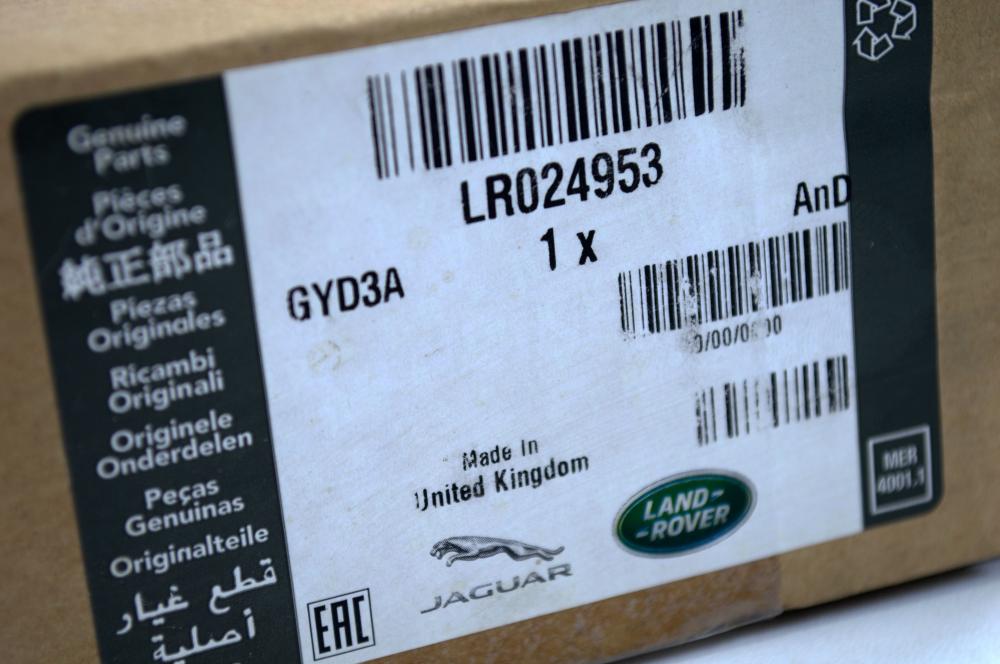 Genuine
Parts
Pièces
d'Origine
純正部品
Piezas
Originales
Ricambi
Originali
Originele
Onderdelen
Peças
Genuinas
Originalteile
قطع غيار
أصلية
LR024953
1 x
AnD
GYD3A
Made In
United Kingdom
JAGUAR
LAND-
-ROVER
EAC
MER
4001.1